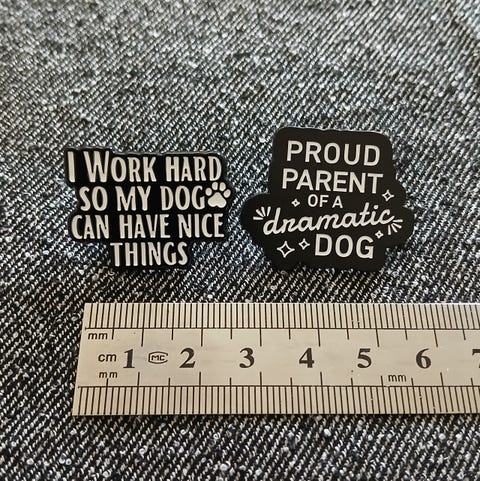 I WORK HARD
SO MY DOG
CAN HAVE NICE
THINGS
PROUD
PARENT
OF A
dramatic
DOG
mm
cm 1 MC 2 3 4 5 6 7
mm mm